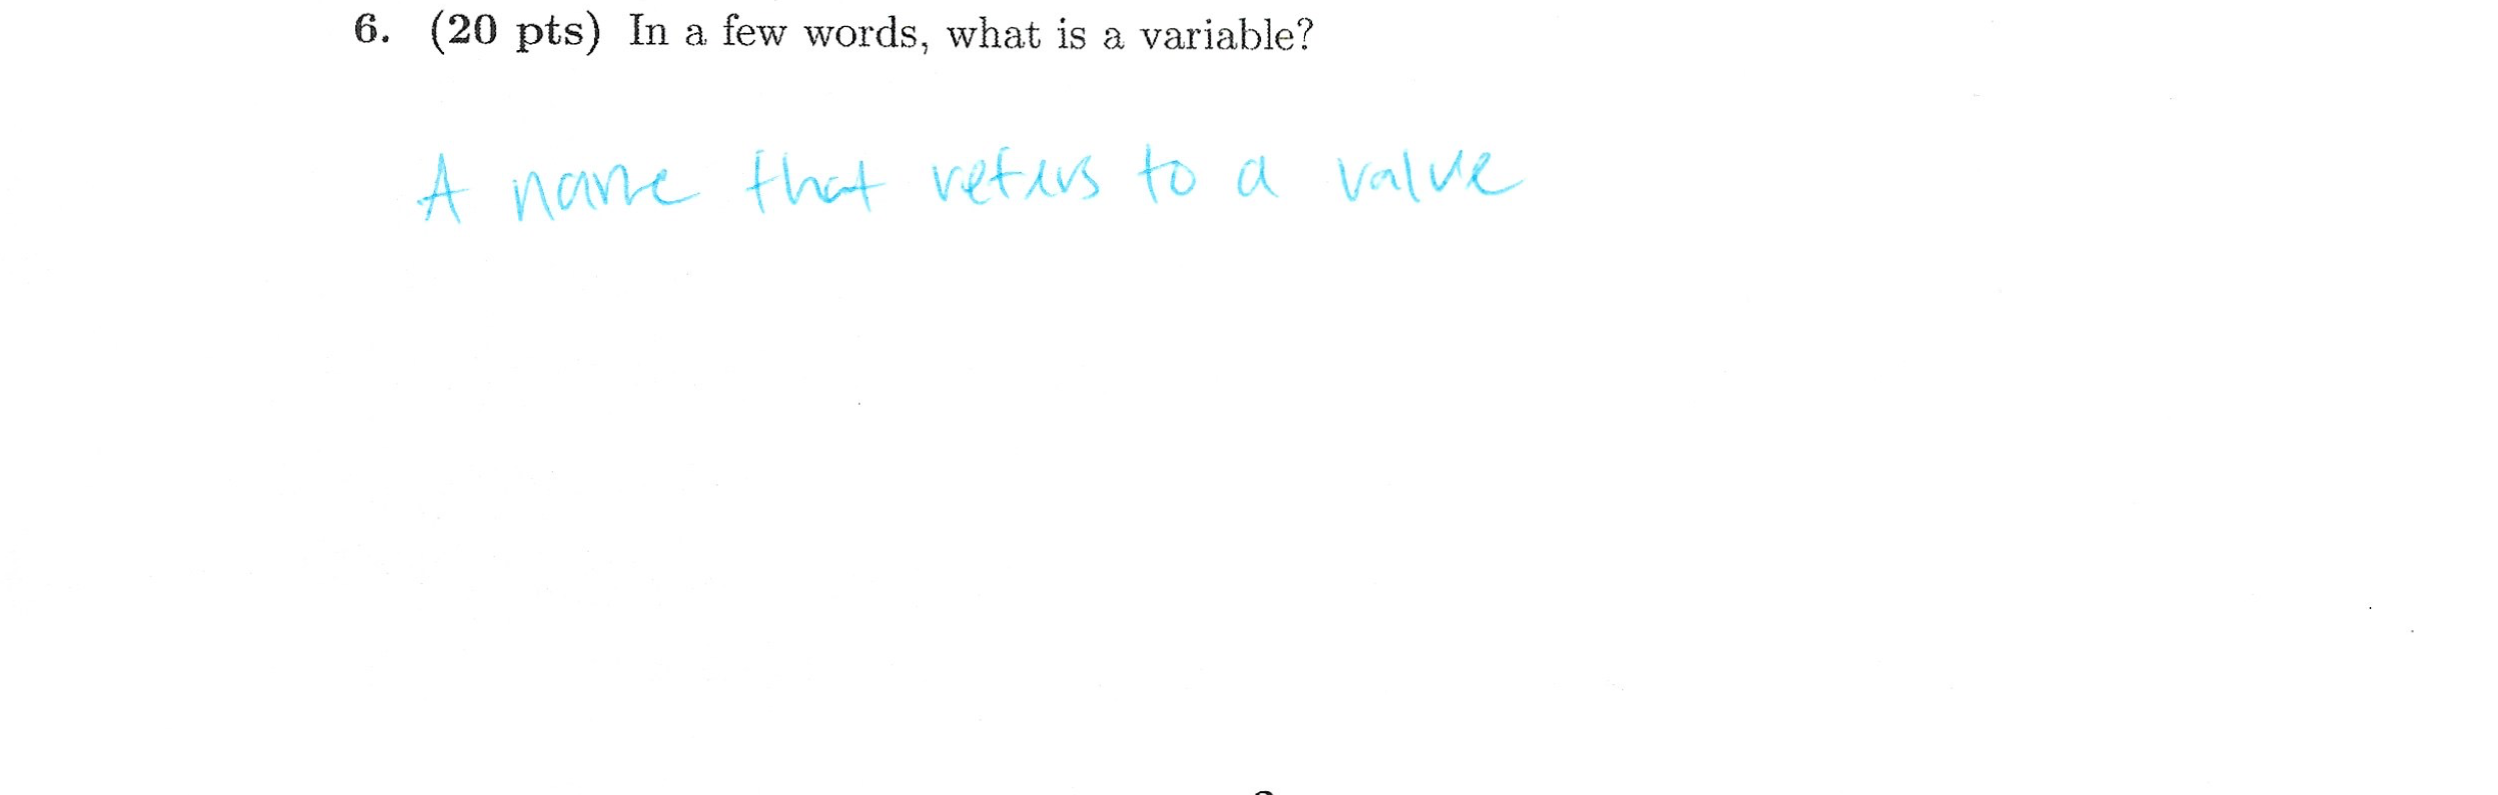 6. (20 pts) In a few words, what is a variable?
A name that refers to a value